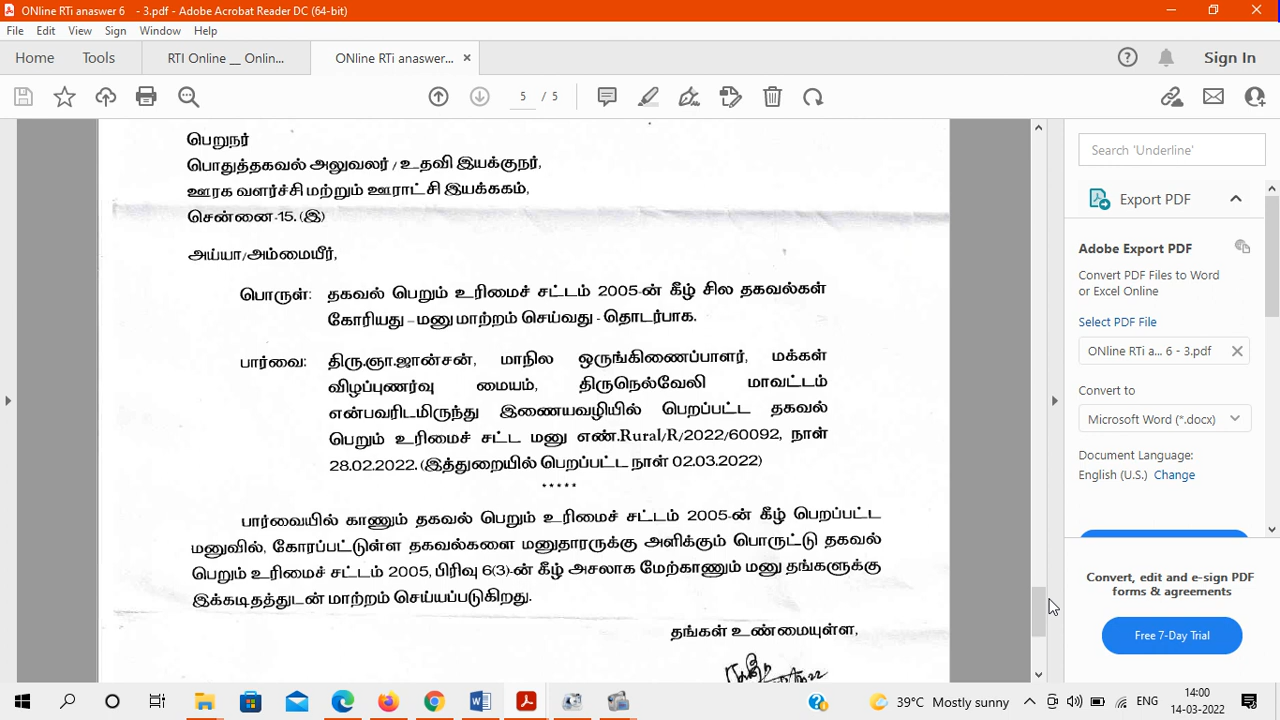 ONline RTi anaswer 6 - 3.pdf - Adobe Acrobat Reader DC (64-bit)
File Edit View Sign Window Help
Home Tools RTI Online __ Onlin... ONline RTi anaswer... × Sign In
5 / 5
பெறுநர்
பொதுத்தகவல் அலுவலர் / உதவி இயக்குநர்,
ஊரக வளர்ச்சி மற்றும் ஊராட்சி இயக்ககம்,
சென்னை-15. (இ)
அய்யா/அம்மையீர்,
பொருள்: தகவல் பெறும் உரிமைச் சட்டம் 2005-ன் கீழ் சில தகவல்கள்
கோரியது – மனு மாற்றம் செய்வது - தொடர்பாக.
பார்வை: திரு.ஞா.ஜான்சன், மாநில ஒருங்கிணைப்பாளர், மக்கள்
விழப்புணர்வு மையம், திருநெல்வேலி மாவட்டம்
என்பவரிடமிருந்து இணையவழியில் பெறப்பட்ட தகவல்
பெறும் உரிமைச் சட்ட மனு எண்.Rural/R/2022/60092, நாள்
28.02.2022. (இத்துறையில் பெறப்பட்ட நாள் 02.03.2022)
*****
பார்வையில் காணும் தகவல் பெறும் உரிமைச் சட்டம் 2005-ன் கீழ் பெறப்பட்ட
மனுவில், கோரப்பட்டுள்ள தகவல்களை மனுதாரருக்கு அளிக்கும் பொருட்டு தகவல்
பெறும் உரிமைச் சட்டம் 2005, பிரிவு 6(3)-ன் கீழ் அசலாக மேற்காணும் மனு தங்களுக்கு
இக்கடிதத்துடன் மாற்றம் செய்யப்படுகிறது.
தங்கள் உண்மையுள்ள,
Search 'Underline'
Export PDF
Adobe Export PDF
Convert PDF Files to Word
or Excel Online
Select PDF File
ONline RTi a... 6 - 3.pdf ×
Convert to
Microsoft Word (*.docx)
Document Language:
English (U.S.) Change
Convert, edit and e-sign PDF
forms & agreements
Free 7-Day Trial
39°C Mostly sunny ENG 14:00
14-03-2022